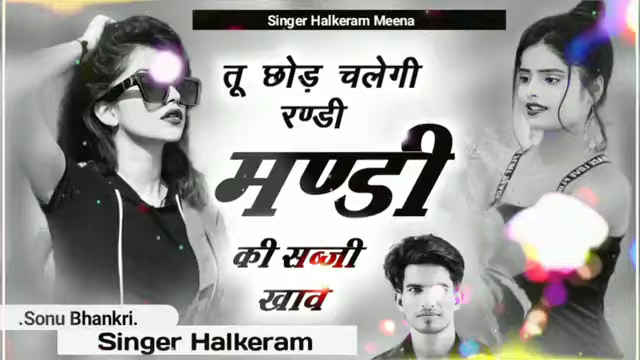 Singer Halkeram Meena
तू छोड़ चलेगी
रण्डी
मण्डी
की सब्जी
खाव
.Sonu Bhankri.
Singer Halkeram